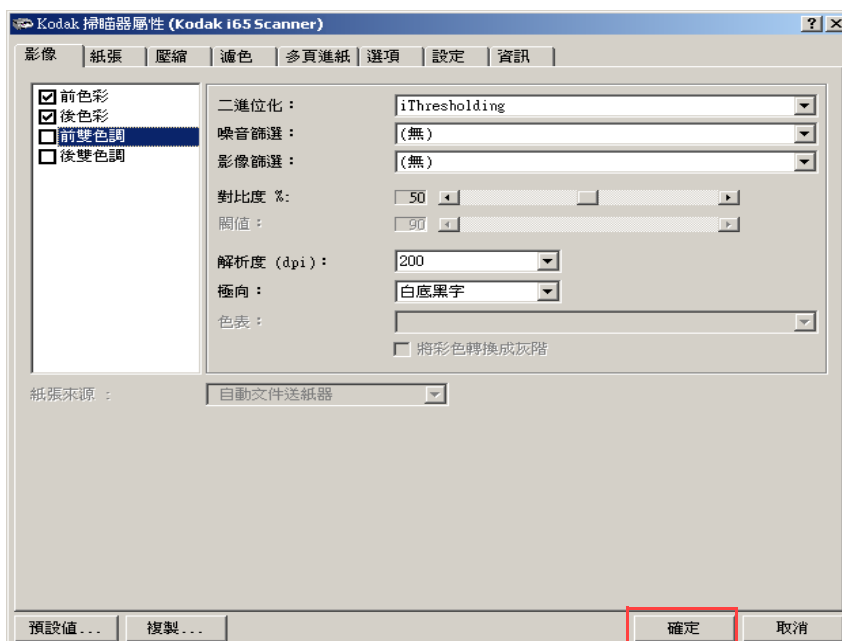 Kodak 掃瞄器屬性 (Kodak i65 Scanner)
影像 紙張 壓縮 濾色 多頁進紙 選項 設定 資訊
前色彩
後色彩
前雙色調
後雙色調
二進位化： iThresholding
噪音篩選： (無)
影像篩選： (無)
對比度 %: 50
閾值： 90
解析度 (dpi)： 200
極向： 白底黑字
色表：
將彩色轉換成灰階
紙張來源 ： 自動文件送紙器
預設值... 複製... 確定 取消